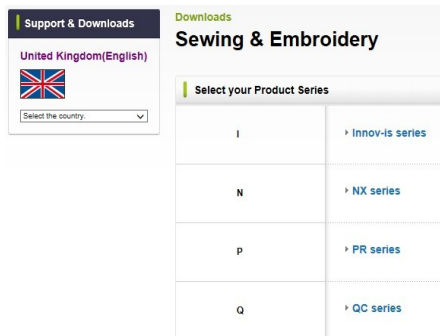 Support & Downloads
United Kingdom(English)
Select the country.
Downloads
Sewing & Embroidery
Select your Product Series
I
Innov-is series
N
NX series
P
PR series
Q
QC series